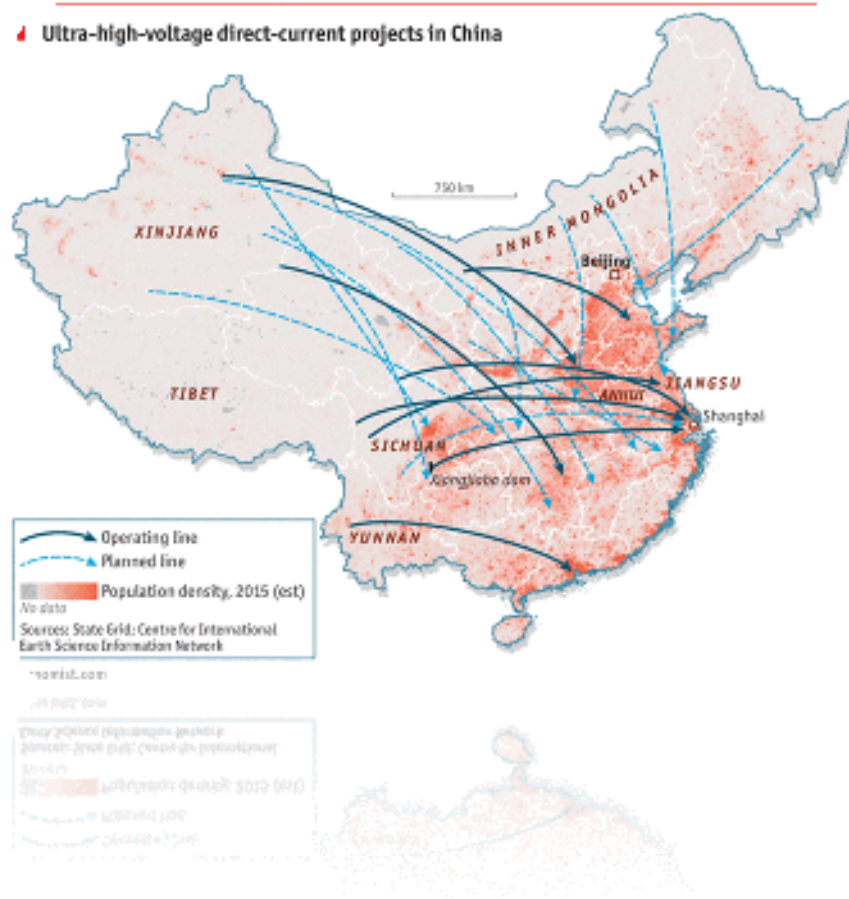 Ultra-high-voltage direct-current projects in China
750 km
XINJIANG
INNER MONGOLIA
Beijing
TIBET
JIANGSU
ANHUI
Shanghai
SICHUAN
Xiangjiaba dam
YUNNAN
Operating line
Planned line
Population density, 2015 (est)
No data
Sources: State Grid; Centre for International
Earth Science Information Network
omist.com